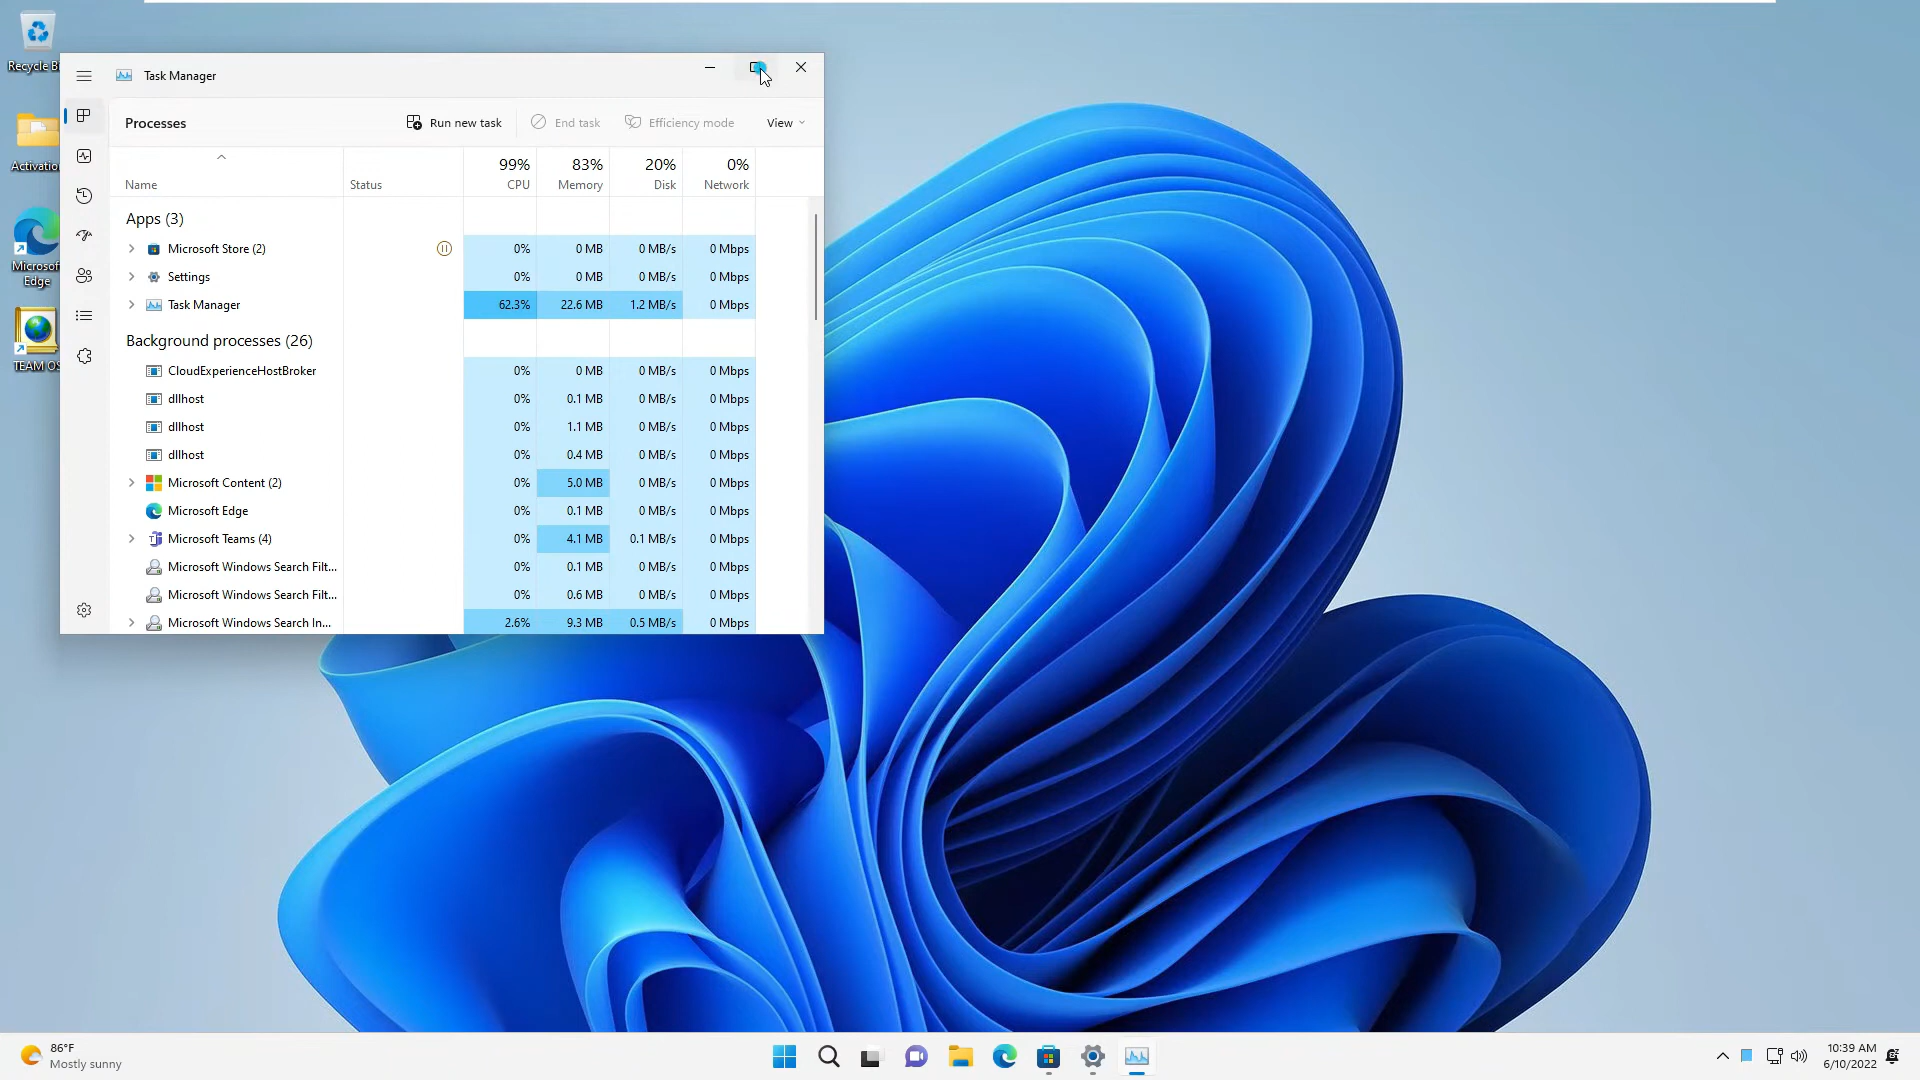 Recycle Bi
Activatio
Microsof
Edge
TEAM OS
Task Manager
Processes
Run new task
End task
Efficiency mode
View
Name
Status
99%
CPU
83%
Memory
20%
Disk
0%
Network
Apps (3)
Microsoft Store (2) 0% 0 MB 0 MB/s 0 Mbps
Settings 0% 0 MB 0 MB/s 0 Mbps
Task Manager 62.3% 22.6 MB 1.2 MB/s 0 Mbps
Background processes (26)
CloudExperienceHostBroker 0% 0 MB 0 MB/s 0 Mbps
dllhost 0% 0.1 MB 0 MB/s 0 Mbps
dllhost 0% 1.1 MB 0 MB/s 0 Mbps
dllhost 0% 0.4 MB 0 MB/s 0 Mbps
Microsoft Content (2) 0% 5.0 MB 0 MB/s 0 Mbps
Microsoft Edge 0% 0.1 MB 0 MB/s 0 Mbps
Microsoft Teams (4) 0% 4.1 MB 0.1 MB/s 0 Mbps
Microsoft Windows Search Filt... 0% 0.1 MB 0 MB/s 0 Mbps
Microsoft Windows Search Filt... 0% 0.6 MB 0 MB/s 0 Mbps
Microsoft Windows Search In... 2.6% 9.3 MB 0.5 MB/s 0 Mbps
86°F
Mostly sunny
10:39 AM
6/10/2022